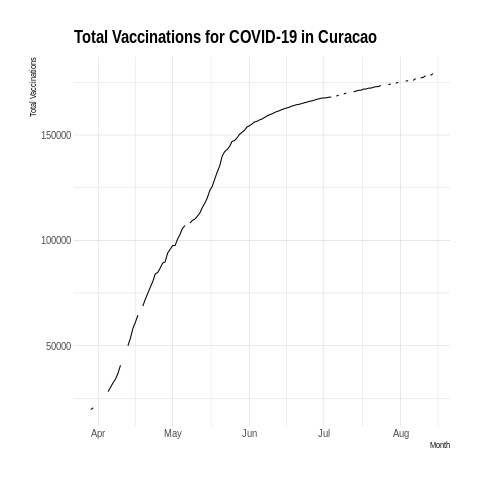 Total Vaccinations for COVID-19 in Curacao
Total Vaccinations
150000
100000
50000
Apr May Jun Jul Aug
Month